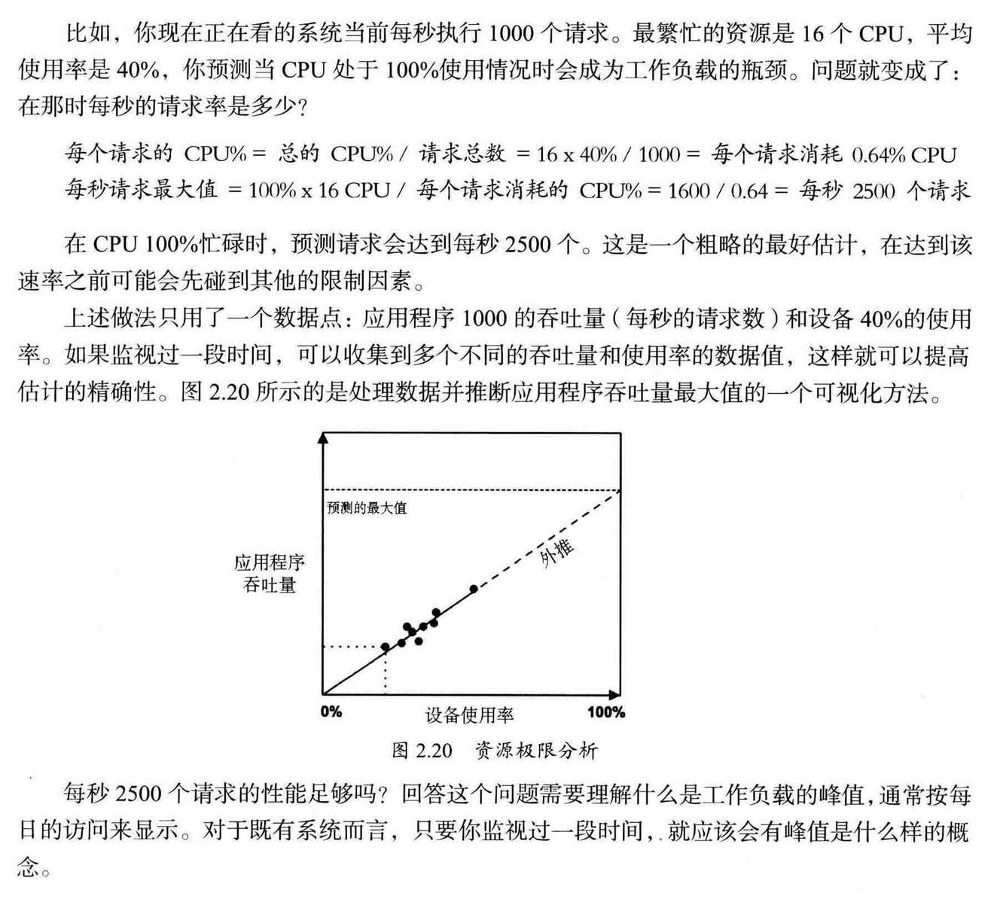 比如，你现在正在看的系统当前每秒执行 1000 个请求。最繁忙的资源是 16 个 CPU，平均
使用率是 40%，你预测当 CPU 处于 100%使用情况时会成为工作负载的瓶颈。问题就变成了：
在那时每秒的请求率是多少？
每个请求的 CPU% = 总的 CPU% / 请求总数 = 16 x 40% / 1000 = 每个请求消耗 0.64% CPU
每秒请求最大值 = 100% x 16 CPU / 每个请求消耗的 CPU% = 1600 / 0.64 = 每秒 2500 个请求
在 CPU 100%忙碌时，预测请求会达到每秒 2500 个。这是一个粗略的最好估计，在达到该
速率之前可能会先碰到其他的限制因素。
上述做法只用了一个数据点：应用程序 1000 的吞吐量（每秒的请求数）和设备 40%的使用
率。如果监视过一段时间，可以收集到多个不同的吞吐量和使用率的数据值，这样就可以提高
估计的精确性。图 2.20 所示的是处理数据并推断应用程序吞吐量最大值的一个可视化方法。
预测的最大值
外推
应用程序
吞吐量
0% 设备使用率 100%
图 2.20 资源极限分析
每秒 2500 个请求的性能足够吗？回答这个问题需要理解什么是工作负载的峰值，通常按每
日的访问来显示。对于既有系统而言，只要你监视过一段时间，就应该会有峰值是什么样的概
念。